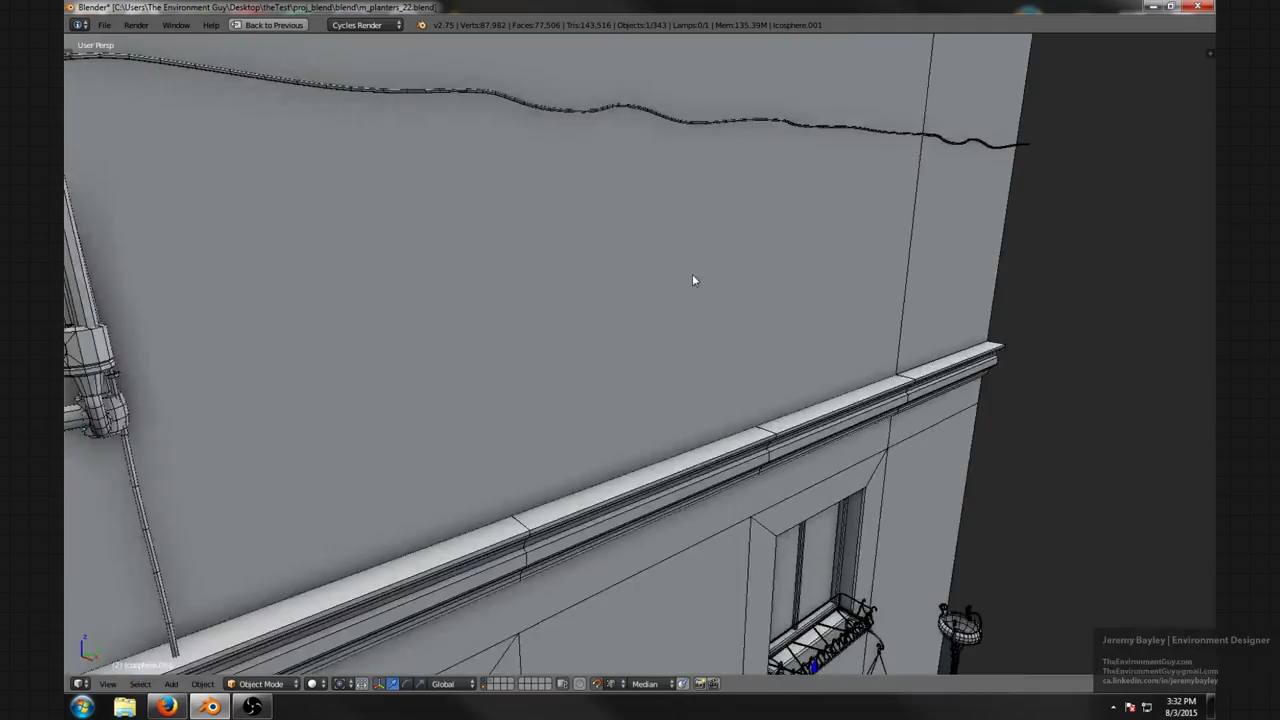 Blender* [C:\Users\The Environment Guy\Desktop\theTest\proj_blend\blend\m_planters_22.blend]
File Render Window Help Back to Previous Cycles Render v2.75 | Verts:87,982 | Faces:77,506 | Tris:143,516 | Objects:1/343 | Lamps:0/1 | Mem:135.39M | Icosphere.001
User Persp
Jeremy Bayley | Environment Designer
TheEnvironmentGuy.com
TheEnvironmentGuy@gmail.com
ca.linkedin.com/in/jeremybayley
z
View Select Add Object Object Mode Global Median
3:32 PM
8/3/2015